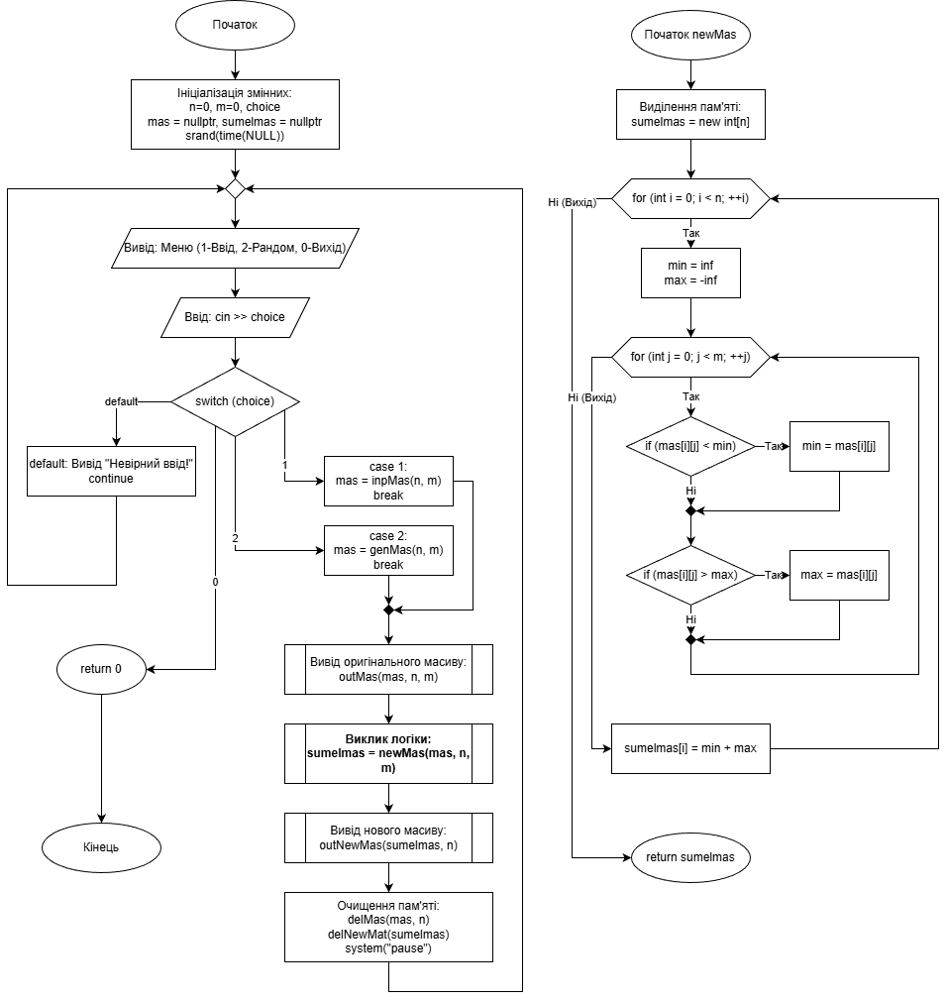 Початок
Ініціалізація змінних:
n=0, m=0, choice
mas = nullptr, sumelmas = nullptr
srand(time(NULL))
Вивід: Меню (1-Ввід, 2-Рандом, 0-Вихід)
Ввід: cin >> choice
switch (choice)
default
default: Вивід "Невірний ввід!"
continue
1
case 1:
mas = inpMas(n, m)
break
2
case 2:
mas = genMas(n, m)
break
0
return 0
Кінець
Вивід оригінального масиву:
outMas(mas, n, m)
Виклик логіки:
sumelmas = newMas(mas, n,
m)
Вивід нового масиву:
outNewMas(sumelmas, n)
Очищення пам'яті:
delMas(mas, n)
delNewMat(sumelmas)
system("pause")
Початок newMas
Виділення пам'яті:
sumelmas = new int[n]
for (int i = 0; i < n; ++i)
Ні (Вихід)
Так
min = inf
max = -inf
for (int j = 0; j < m; ++j)
Ні (Вихід)
Так
if (mas[i][j] < min)
Так
min = mas[i][j]
Ні
if (mas[i][j] > max)
Так
max = mas[i][j]
Ні
sumelmas[i] = min + max
return sumelmas